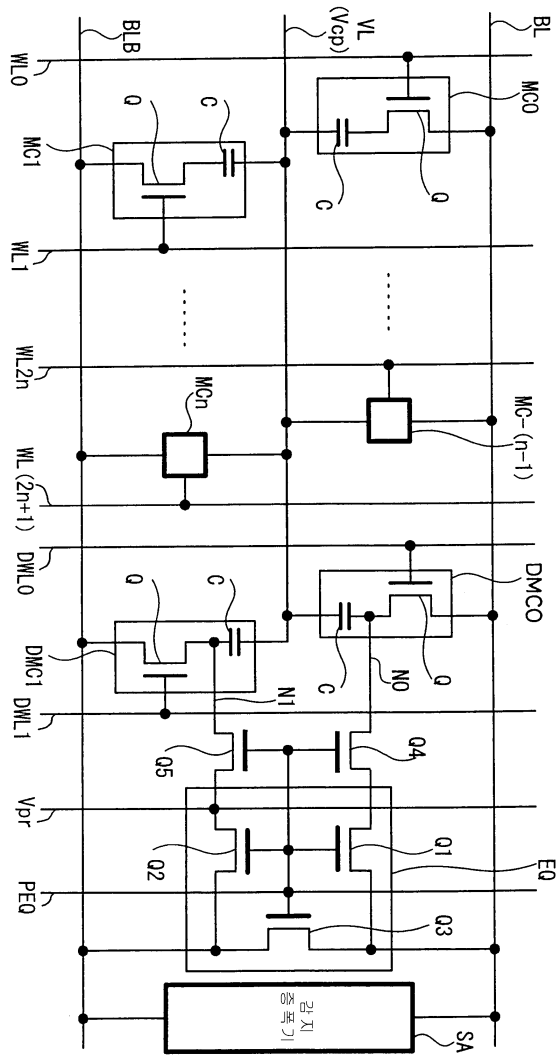 BL
MC0
MC-(n-1)
DMC0
EQ
SA
Q
Q
Q4
Q1
Q3
C
N0
C
VL
(Vcp)
감지
증폭기
C
C
N1
Q
MCn
Q
Q5
Q2
BLB
MC1
DMC1
WL0
WL1
WL2n
WL(2n+1)
DWL0
DWL1
Vpr
PEQ